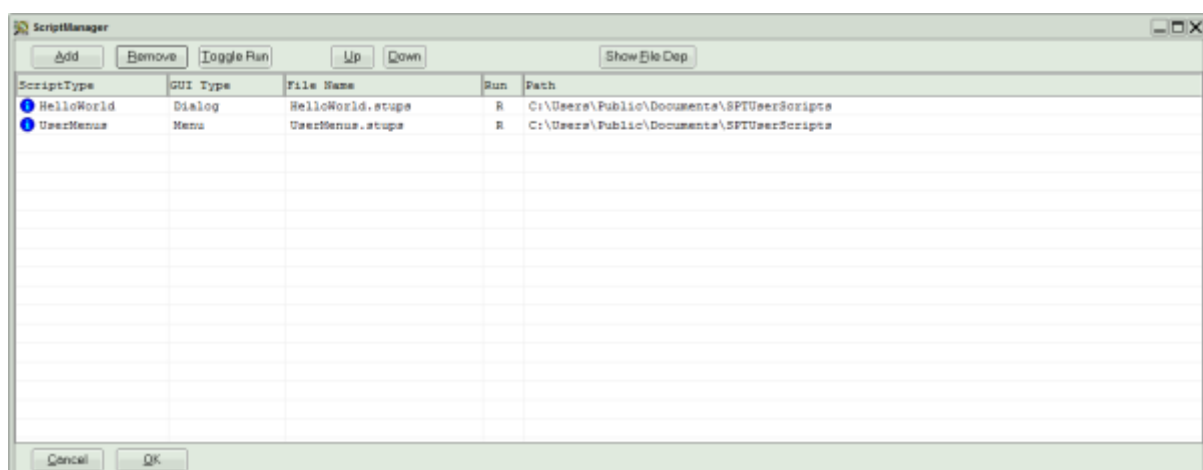 ScriptManager
Add Remove Toggle Run Up Down Show File Dep
ScriptType GUI Type File Name Run Path
HelloWorld Dialog HelloWorld.stups R C:\Users\Public\Documents\SPTUserScripts
UserMenus Menu UserMenus.stups R C:\Users\Public\Documents\SPTUserScripts
Cancel OK